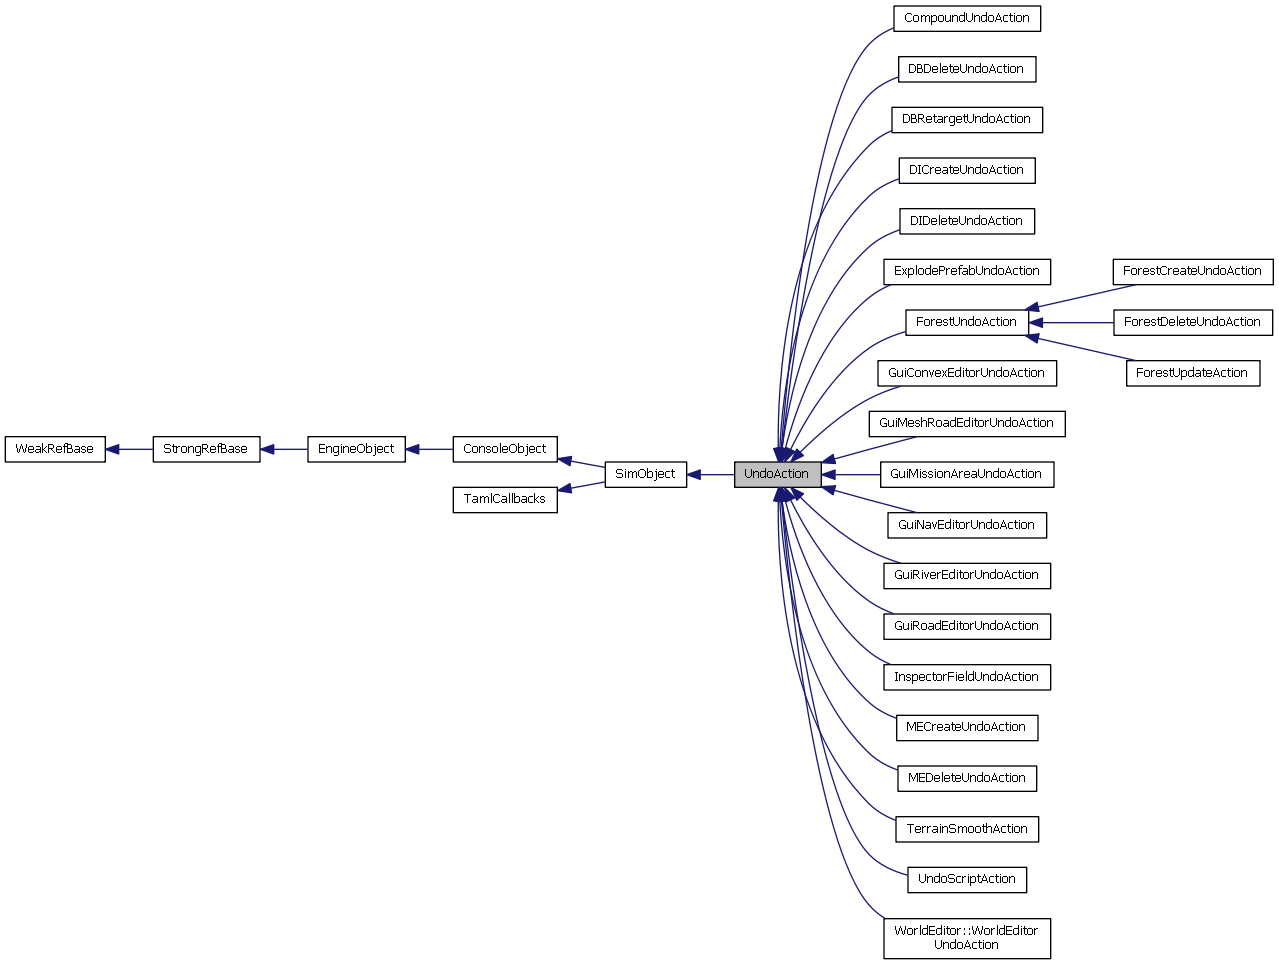 CompoundUndoAction
DBDeleteUndoAction
DBRetargetUndoAction
DICreateUndoAction
DIDeleteUndoAction
ExplodePrefabUndoAction
ForestCreateUndoAction
ForestUndoAction
ForestDeleteUndoAction
GuiConvexEditorUndoAction
ForestUpdateAction
GuiMeshRoadEditorUndoAction
WeakRefBase
StrongRefBase
EngineObject
ConsoleObject
SimObject
UndoAction
GuiMissionAreaUndoAction
TamlCallbacks
GuiNavEditorUndoAction
GuiRiverEditorUndoAction
GuiRoadEditorUndoAction
InspectorFieldUndoAction
MECreateUndoAction
MEDeleteUndoAction
TerrainSmoothAction
UndoScriptAction
WorldEditor::WorldEditor
UndoAction